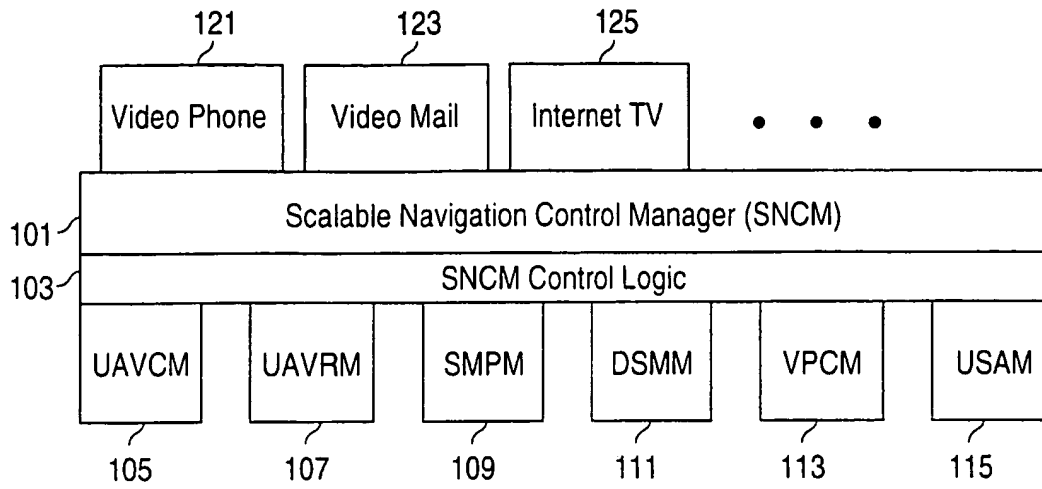 121 123 125
Video Phone Video Mail Internet TV • • •
101 Scalable Navigation Control Manager (SNCM)
103 SNCM Control Logic
UAVCM UAVRM SMPM DSMM VPCM USAM
105 107 109 111 113 115